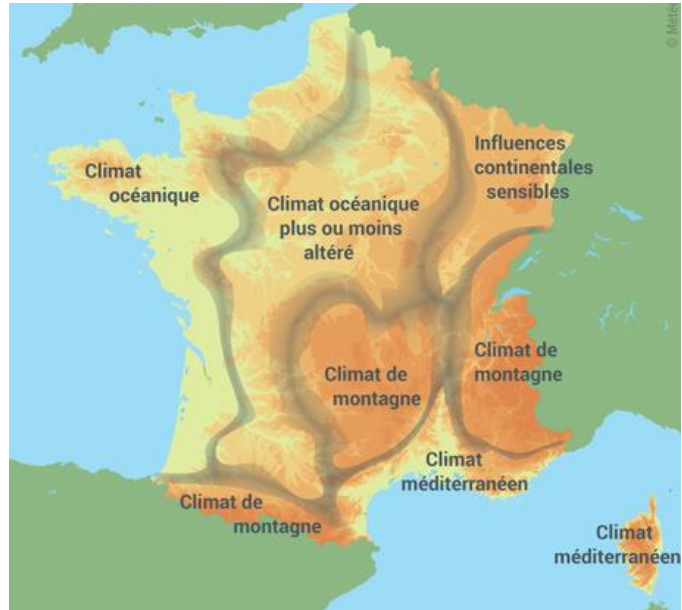 © Mété
Climat
océanique
Influences
continentales
sensibles
Climat océanique
plus ou moins
altéré
Climat de
montagne
Climat de
montagne
Climat
méditerranéen
Climat de
montagne
Climat
méditerranéen